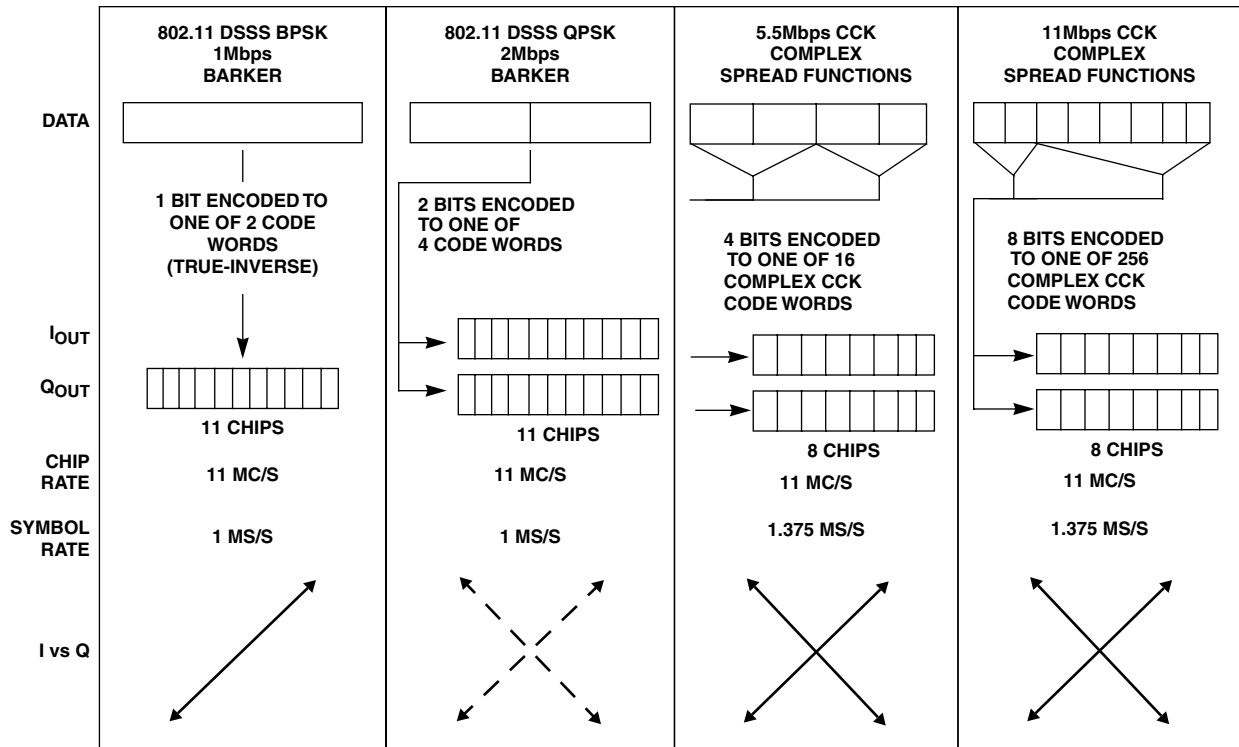 802.11 DSSS BPSK
1Mbps
BARKER
802.11 DSSS QPSK
2Mbps
BARKER
5.5Mbps CCK
COMPLEX
SPREAD FUNCTIONS
11Mbps CCK
COMPLEX
SPREAD FUNCTIONS
DATA
1 BIT ENCODED TO
ONE OF 2 CODE
WORDS
(TRUE-INVERSE)
2 BITS ENCODED
TO ONE OF
4 CODE WORDS
4 BITS ENCODED
TO ONE OF 16
COMPLEX CCK
CODE WORDS
8 BITS ENCODED
TO ONE OF 256
COMPLEX CCK
CODE WORDS
IOUT
QOUT
11 CHIPS
11 CHIPS
8 CHIPS
8 CHIPS
CHIP
RATE
11 MC/S
11 MC/S
11 MC/S
11 MC/S
SYMBOL
RATE
1 MS/S
1 MS/S
1.375 MS/S
1.375 MS/S
I vs Q